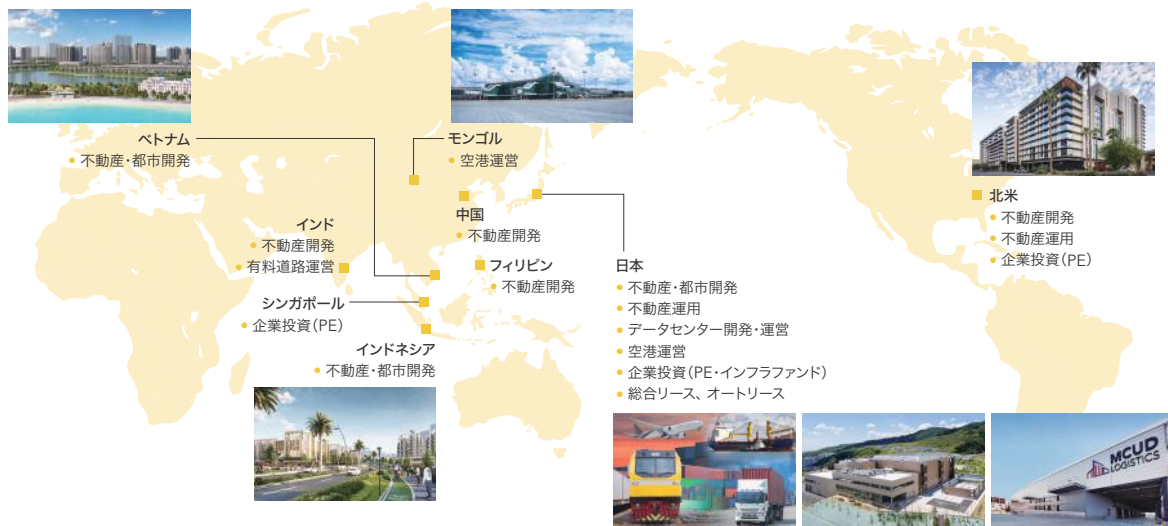 ベトナム
• 不動産・都市開発
モンゴル
• 空港運営
中国
• 不動産開発
インド
• 不動産開発
• 有料道路運営
フィリピン
• 不動産開発
シンガポール
• 企業投資(PE)
インドネシア
• 不動産・都市開発
日本
• 不動産・都市開発
• 不動産運用
• データセンター開発・運営
• 空港運営
• 企業投資(PE・インフラファンド)
• 総合リース、オートリース
北米
• 不動産開発
• 不動産運用
• 企業投資(PE)
MCUD
LOGISTICS